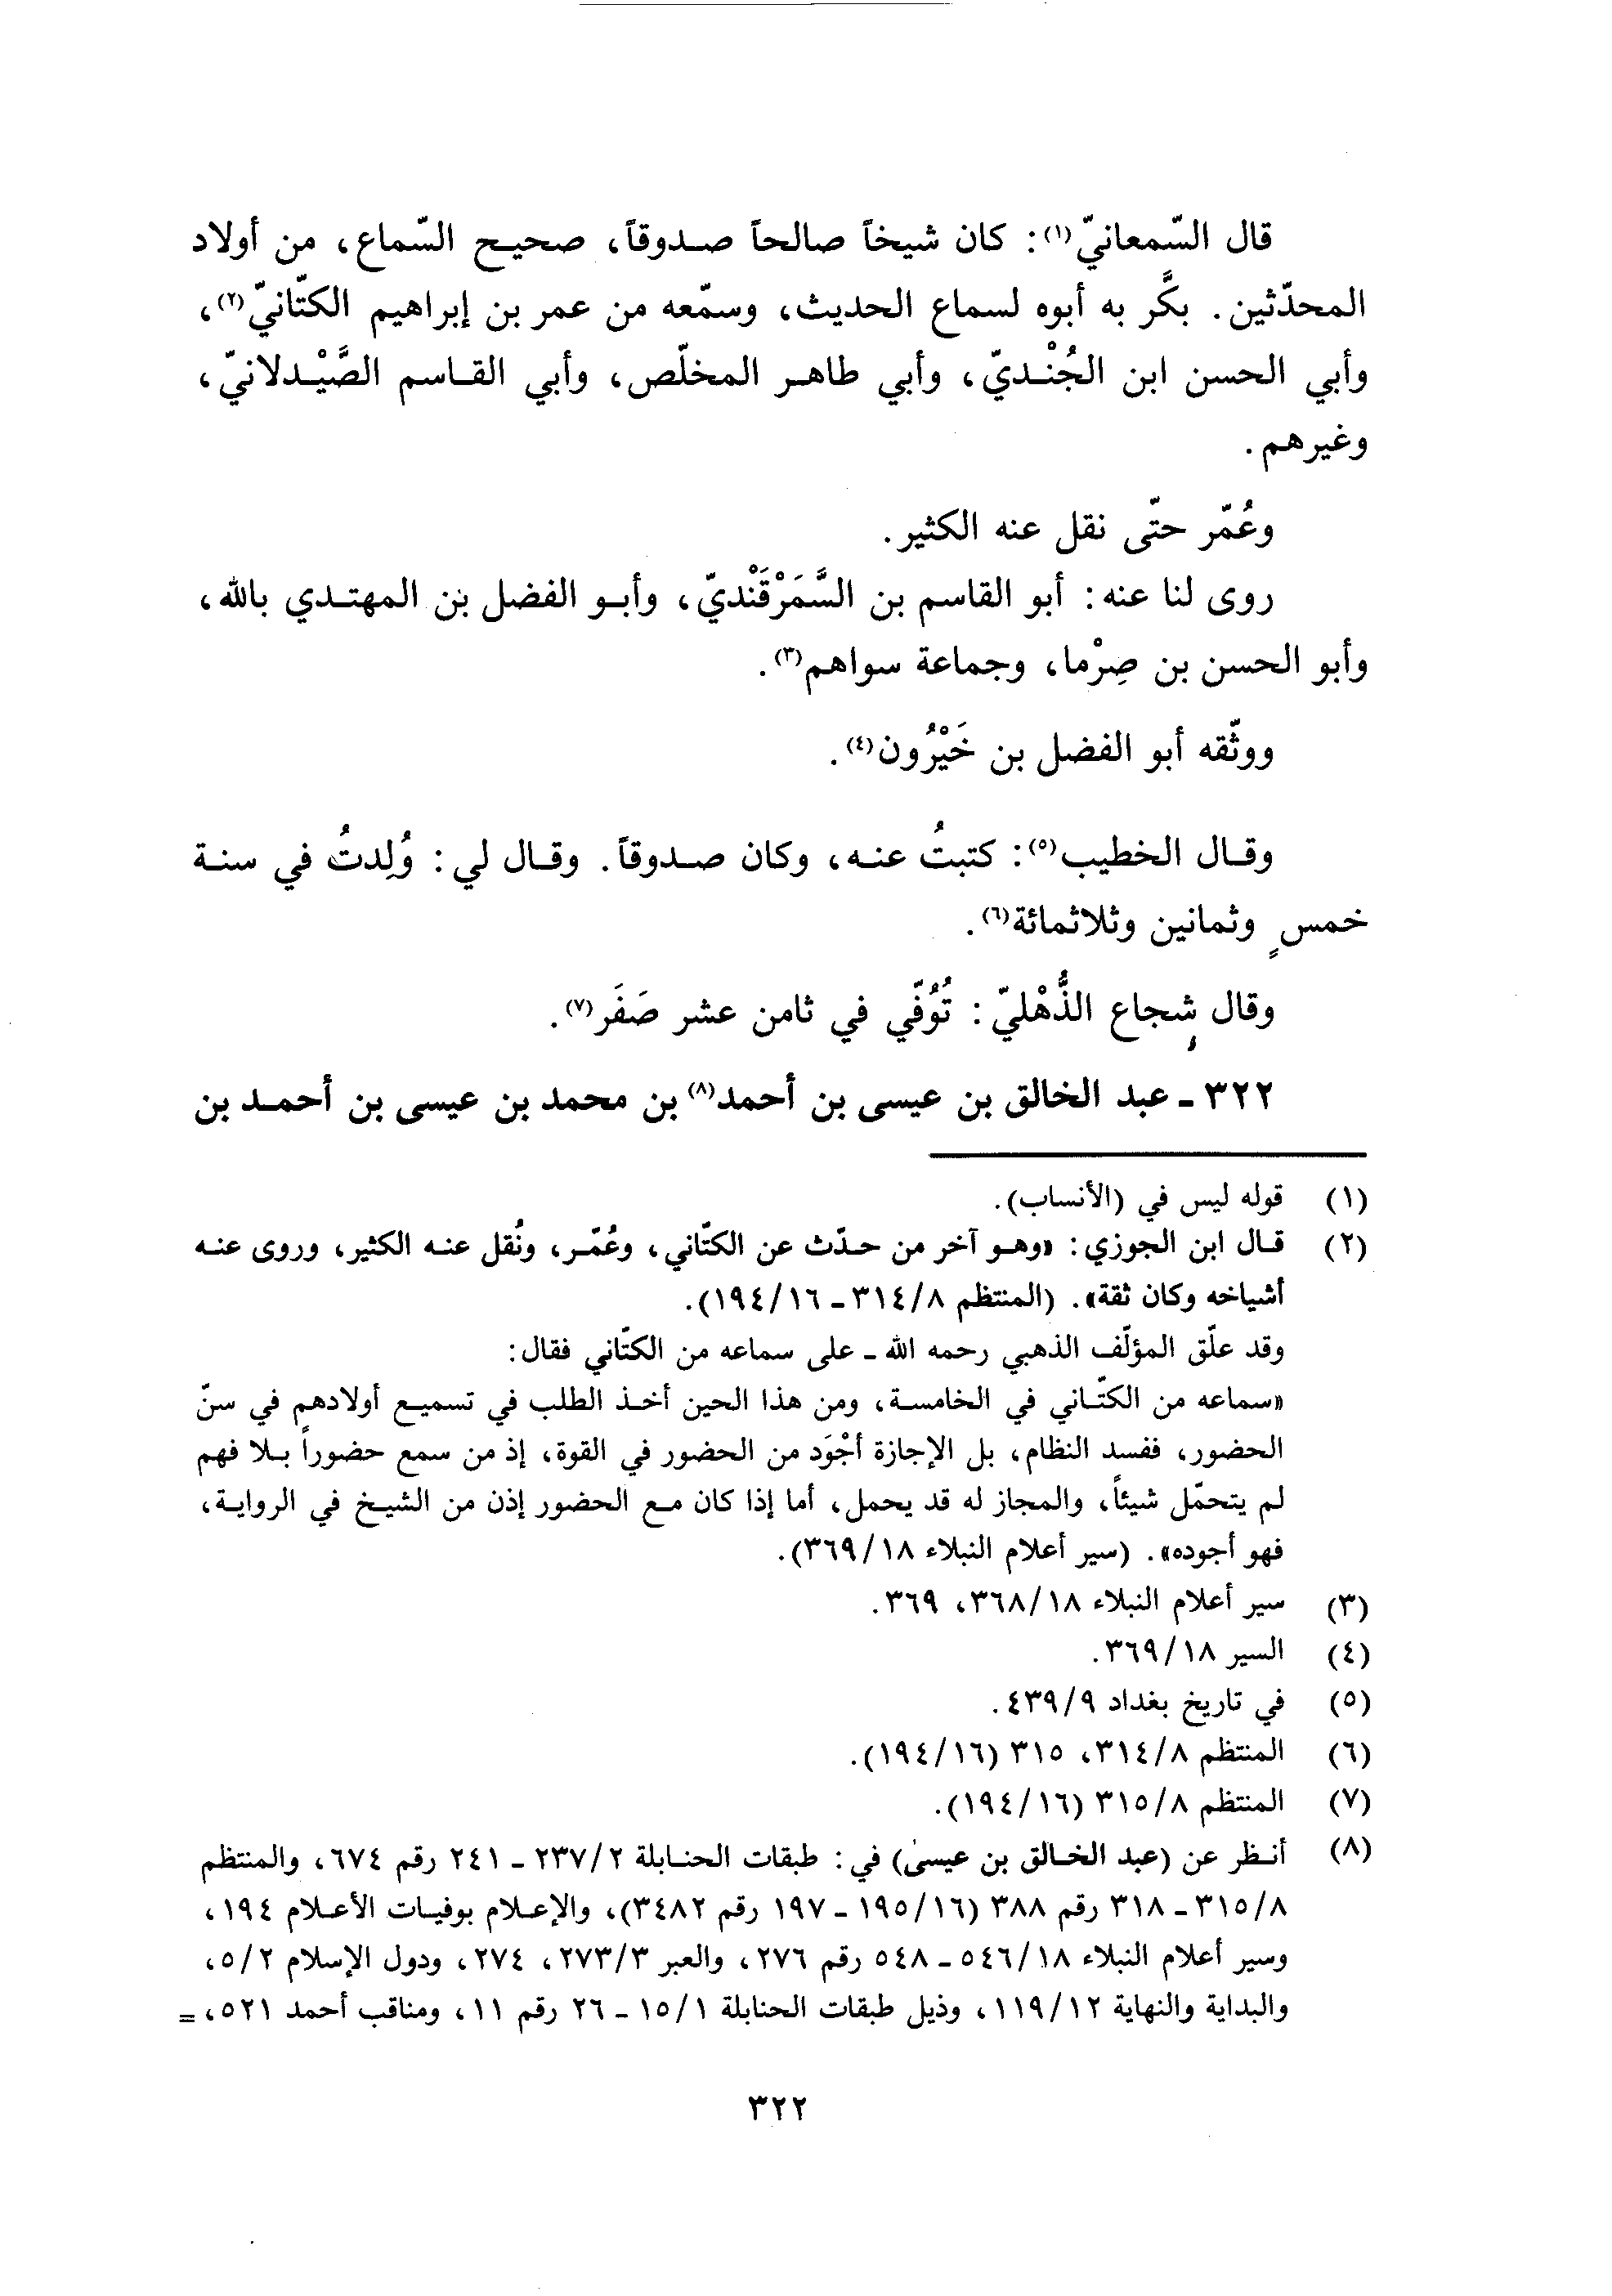 قال السّمعانيّ(١): كان شيخاً صالحاً صدوقاً، صحيح السّماع، من أولاد
المحدّثين. بكَّر به أبوه لسماع الحديث، وسمّعه من عمر بن إبراهيم الكتّانيّ(٢)،
وأبي الحسن ابن الجُنْديّ، وأبي طاهر المخلّص، وأبي القاسم الصَّيْدلانيّ،
وغيرهم.
وعُمّر حتّى نقل عنه الكثير.
روى لنا عنه: أبو القاسم بن السَّمَرْقَنْديّ، وأبو الفضل بن المهتدي بالله،
وأبو الحسن بن صِرْما، وجماعة سواهم(٣).
ووثّقه أبو الفضل بن خَيْرُون(٤).
وقال الخطيب(٥): كتبتُ عنه، وكان صدوقاً. وقال لي: وُلِدتُ في سنة
خمسٍ وثمانين وثلاثمائة(٦).
وقال شجاع الذُّهْليّ: تُوُفّي في ثامن عشر صَفَر(٧).
٣٢٢ ـ عبد الخالق بن عيسى بن أحمد(٨) بن محمد بن عيسى بن أحمد بن
(١) قوله ليس في (الأنساب).
(٢) قال ابن الجوزي: «وهو آخر من حدّث عن الكتّاني، وعُمّر، ونُقل عنه الكثير، وروى عنه
أشياخه وكان ثقة». (المنتظم ٣١٤/٨ ـ ١٩٤/١٦).
وقد علّق المؤلّف الذهبي رحمه الله ـ على سماعه من الكتّاني فقال:
«سماعه من الكتّاني في الخامسة، ومن هذا الحين أخذ الطلب في تسميع أولادهم في سنّ
الحضور، ففسد النظام، بل الإجازة أجْوَد من الحضور في القوة، إذ من سمع حضوراً بلا فهم
لم يتحمّل شيئاً، والمجاز له قد يحمل، أما إذا كان مع الحضور إذن من الشيخ في الرواية،
فهو أجوده». (سير أعلام النبلاء ٣٦٩/١٨).
(٣) سير أعلام النبلاء ٣٦٨/١٨، ٣٦٩.
(٤) السير ٣٦٩/١٨.
(٥) في تاريخ بغداد ٤٣٩/٩.
(٦) المنتظم ٣١٤/٨، ٣١٥ (١٩٤/١٦).
(٧) المنتظم ٣١٥/٨ (١٩٤/١٦).
(٨) أنظر عن (عبد الخالق بن عيسى) في: طبقات الحنابلة ٢٣٧/٢ ـ ٢٤١ رقم ٦٧٤، والمنتظم
٣١٥/٨ ـ ٣١٨ رقم ٣٨٨ (١٩٥/١٦ ـ ١٩٧ رقم ٣٤٨٢)، والإعلام بوفيات الأعلام ١٩٤،
وسير أعلام النبلاء ٥٤٦/١٨ ـ ٥٤٨ رقم ٢٧٦، والعبر ٢٧٣/٣، ٢٧٤، ودول الإسلام ٥/٢،
والبداية والنهاية ١١٩/١٢، وذيل طبقات الحنابلة ١٥/١ ـ ٢٦ رقم ١١، ومناقب أحمد ٥٢١، =
٣٢٢